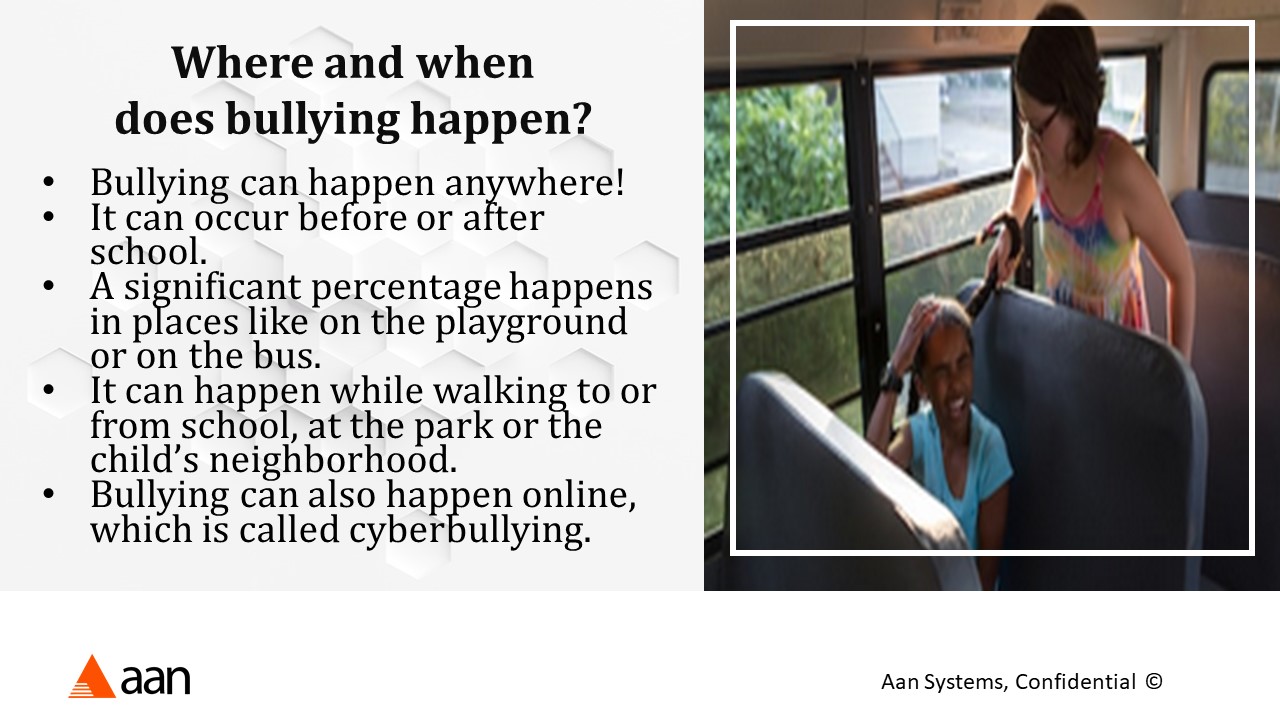 Where and when
does bullying happen?
• Bullying can happen anywhere!
• It can occur before or after
school.
• A significant percentage happens
in places like on the playground
or on the bus.
• It can happen while walking to or
from school, at the park or the
child’s neighborhood.
• Bullying can also happen online,
which is called cyberbullying.
aan
Aan Systems, Confidential ©